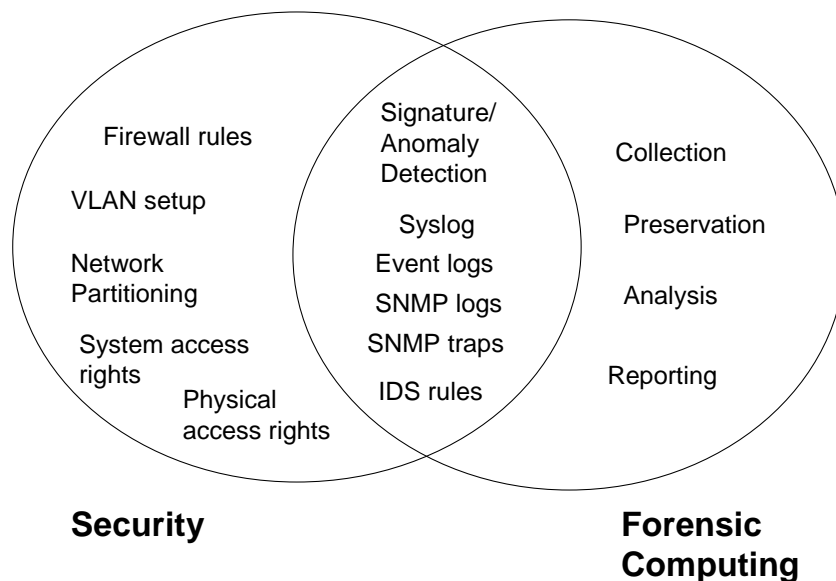 Firewall rules
VLAN setup
Network
Partitioning
System access
rights
Physical
access rights
Signature/
Anomaly
Detection
Syslog
Event logs
SNMP logs
SNMP traps
IDS rules
Collection
Preservation
Analysis
Reporting
Security
Forensic
Computing